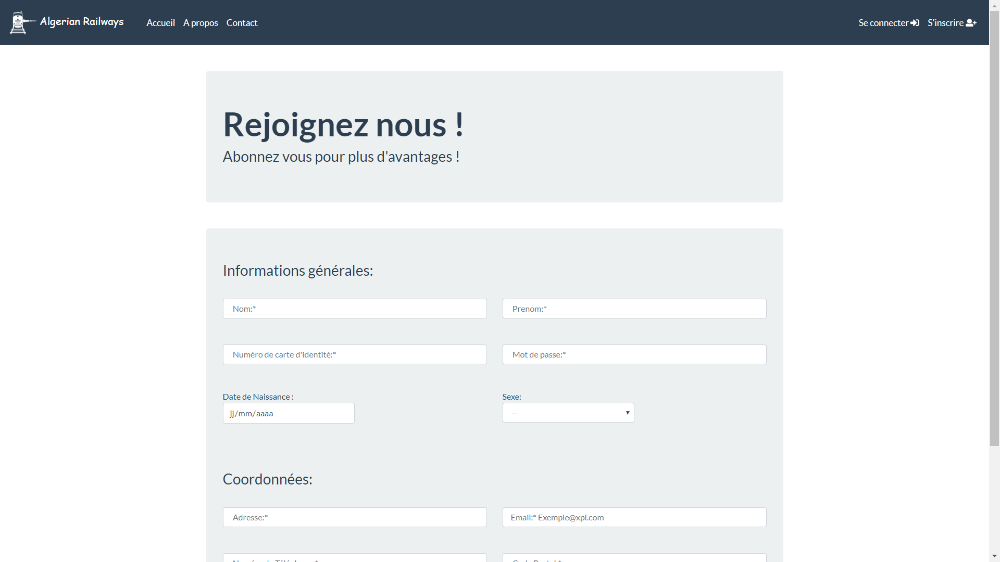 Algerian Railways Accueil A propos Contact Se connecter S'inscrire
Rejoignez nous !
Abonnez vous pour plus d'avantages !
Informations générales:
Nom:* Prenom:*
Numéro de carte d'identité:* Mot de passe:*
Date de Naissance : Sexe:
jj/mm/aaaa --
Coordonnées:
Adresse:* Email:* Exemple@xpl.com